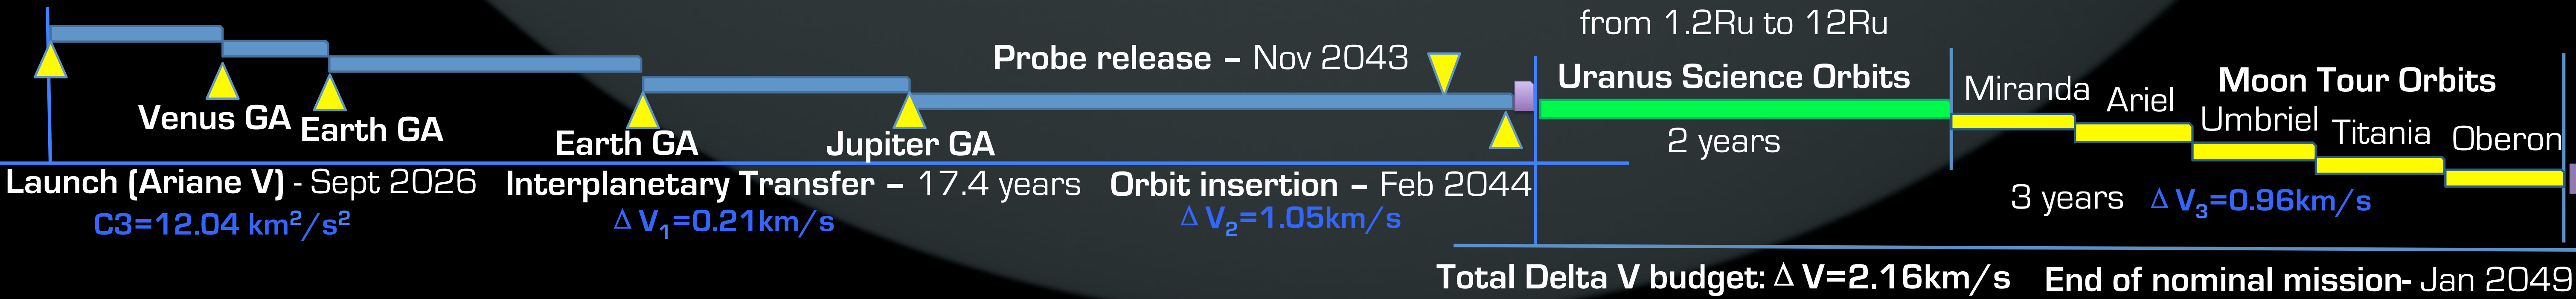 from 1.2Ru to 12Ru
Probe release – Nov 2043
Uranus Science Orbits
Moon Tour Orbits
Miranda
Ariel
Umbriel
Titania
Oberon
Venus GA
Earth GA
Earth GA
Jupiter GA
2 years
Launch (Ariane V) - Sept 2026
C3=12.04 km²/s²
Interplanetary Transfer – 17.4 years
Δ V₁=0.21km/s
Orbit insertion – Feb 2044
Δ V₂=1.05km/s
3 years Δ V₃=0.96km/s
Total Delta V budget: Δ V=2.16km/s
End of nominal mission- Jan 2049